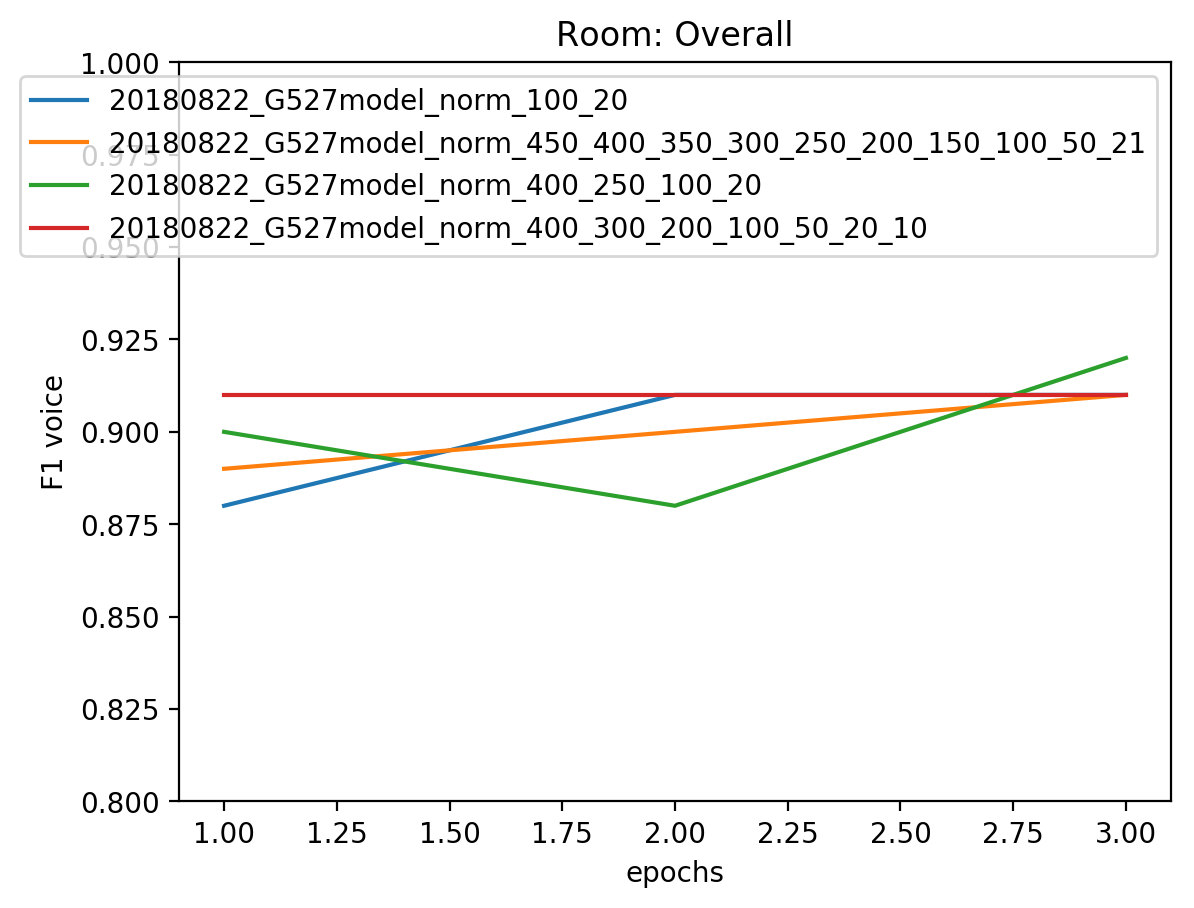 Room: Overall
1.000
20180822_G527model_norm_100_20
20180822_G527model_norm_450_400_350_300_250_200_150_100_50_21
0.975
20180822_G527model_norm_400_250_100_20
20180822_G527model_norm_400_300_200_100_50_20_10
0.950
0.925
0.900
0.875
0.850
0.825
0.800
F1 voice
1.00 1.25 1.50 1.75 2.00 2.25 2.50 2.75 3.00
epochs